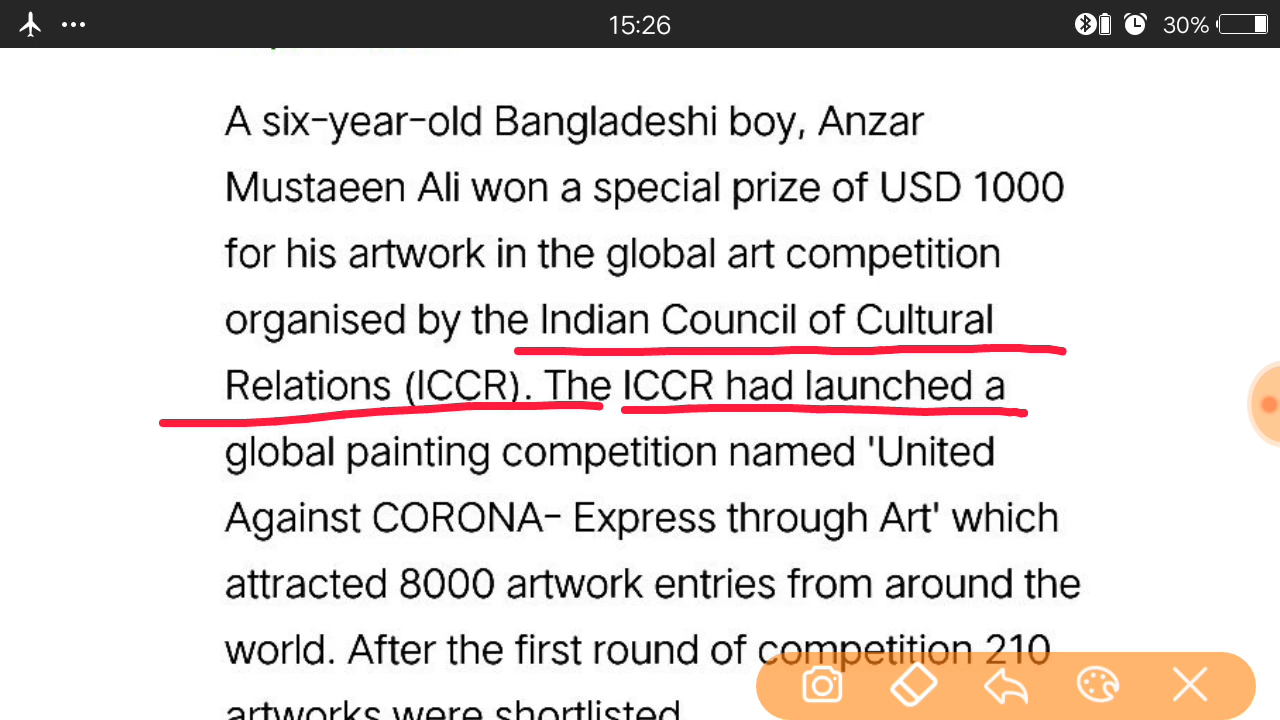 15:26
30%
A six-year-old Bangladeshi boy, Anzar
Mustaeen Ali won a special prize of USD 1000
for his artwork in the global art competition
organised by the Indian Council of Cultural
Relations (ICCR). The ICCR had launched a
global painting competition named 'United
Against CORONA- Express through Art' which
attracted 8000 artwork entries from around the
world. After the first round of competition 210
artworks were shortlisted